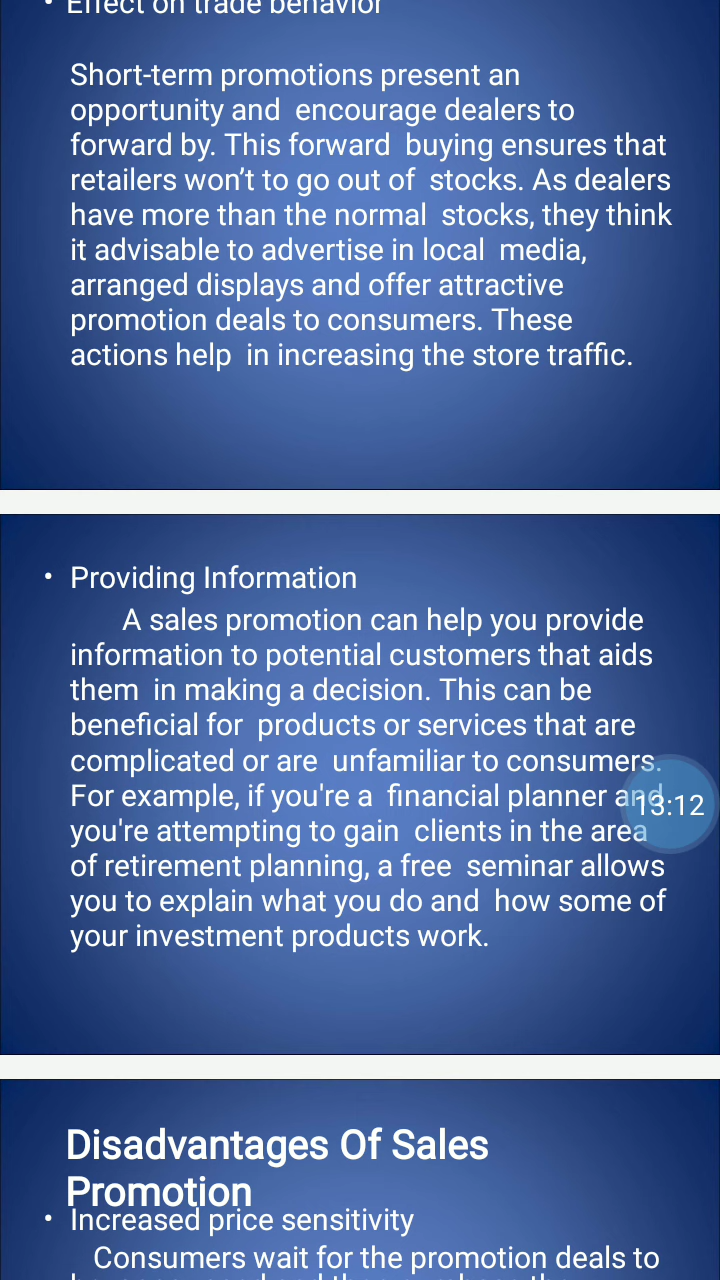 • Effect on trade behavior
Short-term promotions present an
opportunity and encourage dealers to
forward by. This forward buying ensures that
retailers won’t to go out of stocks. As dealers
have more than the normal stocks, they think
it advisable to advertise in local media,
arranged displays and offer attractive
promotion deals to consumers. These
actions help in increasing the store traffic.
• Providing Information
A sales promotion can help you provide
information to potential customers that aids
them in making a decision. This can be
beneficial for products or services that are
complicated or are unfamiliar to consumers.
For example, if you're a financial planner and
13:12
you're attempting to gain clients in the area
of retirement planning, a free seminar allows
you to explain what you do and how some of
your investment products work.
Disadvantages Of Sales
Promotion
• Increased price sensitivity
Consumers wait for the promotion deals to